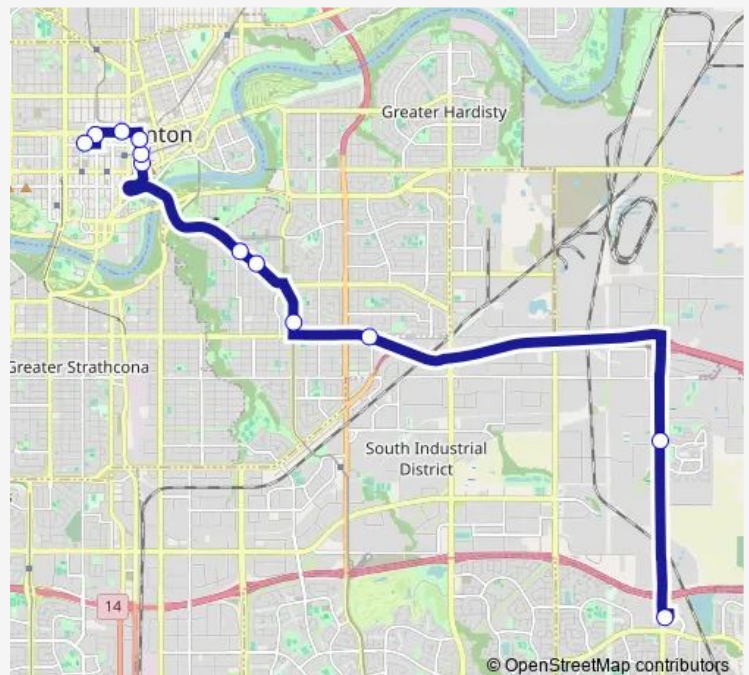 Greater Hardisty
nton
Greater Strathcona
South Industrial
District
14
© OpenStreetMap contributors